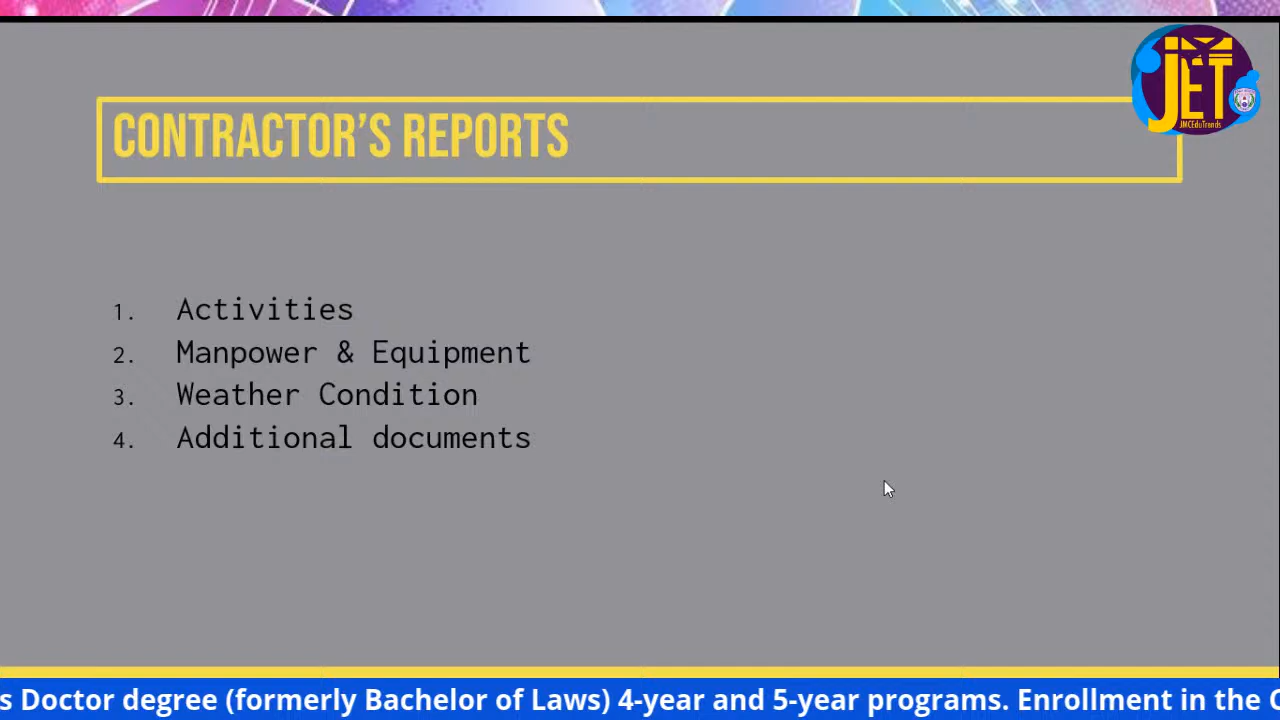 JET
JMCEduTrends
CONTRACTOR'S REPORTS
1. Activities
2. Manpower & Equipment
3. Weather Condition
4. Additional documents
s Doctor degree (formerly Bachelor of Laws) 4-year and 5-year programs. Enrollment in the C